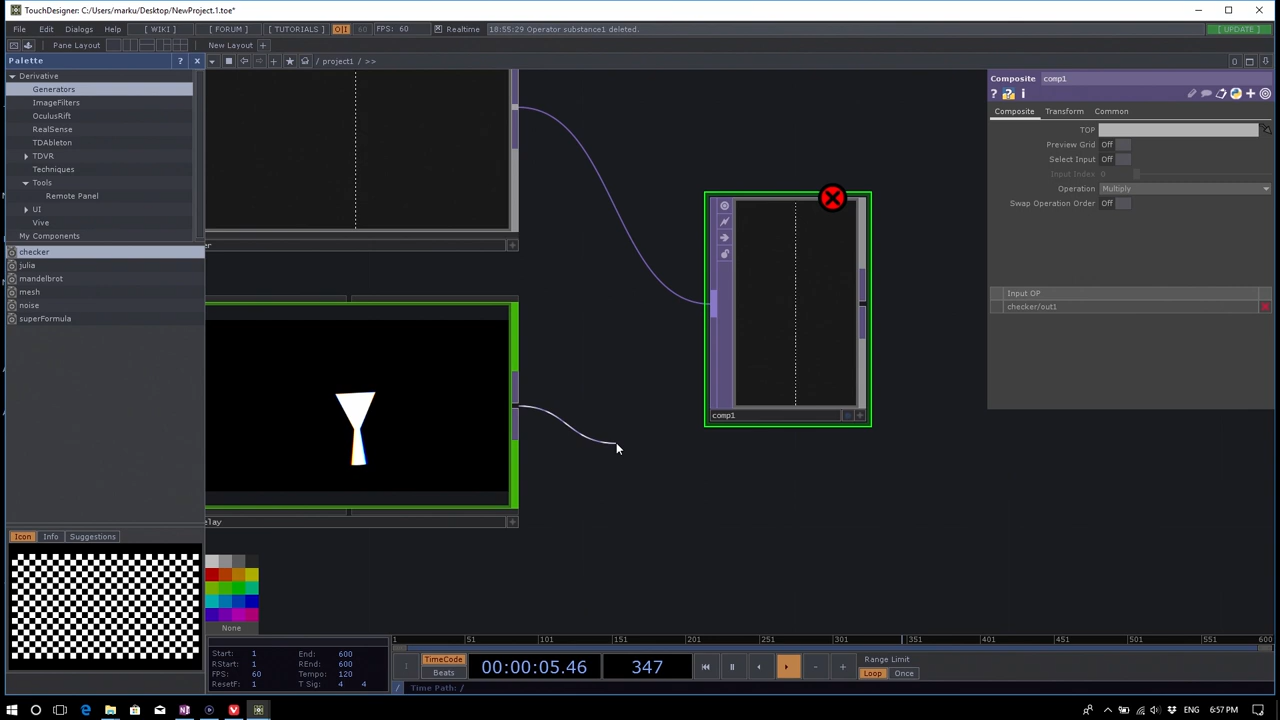 TouchDesigner: C:/Users/marku/Desktop/NewProject.1.toe*
File Edit Dialogs Help [ WIKI ] [ FORUM ] [ TUTORIALS ] O|I 60 FPS: 60 Realtime 18:55:29 Operator substance1 deleted. [ UPDATE ]
Pane Layout New Layout +
Palette ? x
/ project1 / >> 0
Derivative
Generators
ImageFilters
OculusRift
RealSense
TDAbleton
TDVR
Techniques
Tools
Remote Panel
UI
Vive
My Components
checker
julia
mandelbrot
mesh
noise
superFormula
Icon Info Suggestions
er
elay
None
comp1
Composite comp1
? ? i
Composite Transform Common
TOP
Preview Grid Off
Select Input Off
Input Index 0
Operation Multiply
Swap Operation Order Off
Input OP
checker/out1
1 51 101 151 201 251 301 351 401 451 501 551 600
Start: 1 End: 600
RStart: 1 REnd: 600
FPS: 60 Tempo: 120
ResetF: 1 T Sig: 4 4
TimeCode
Beats
00:00:05.46 347
Range Limit
Loop Once
/ Time Path: /
ENG 6:57 PM